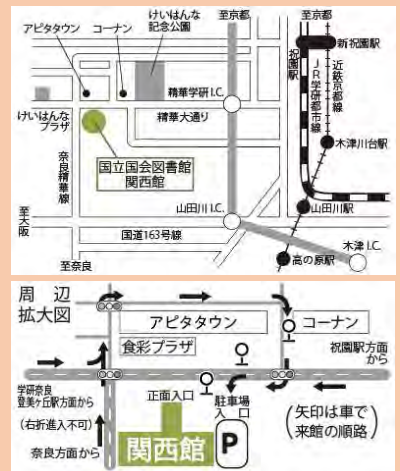 至京都
至京都
けいはんな
記念公園
アピタタウン
コーナン
新祝園駅
祝園駅
JR学研都市線
近鉄京都線
精華学研I.C.
けいはんな
プラザ
精華大通り
木津川台駅
国立国会図書館
関西館
奈良精華線
山田川I.C.
山田川駅
至大阪
国道163号線
木津I.C.
至奈良
高の原駅
周辺
拡大図
アピタタウン
コーナン
食彩プラザ
祝園駅方面
から
学研奈良
登美ヶ丘駅方面から
(右折進入不可)
正面入口
駐車場
入口
奈良方面から
関西館
P
(矢印は車で
来館の順路)